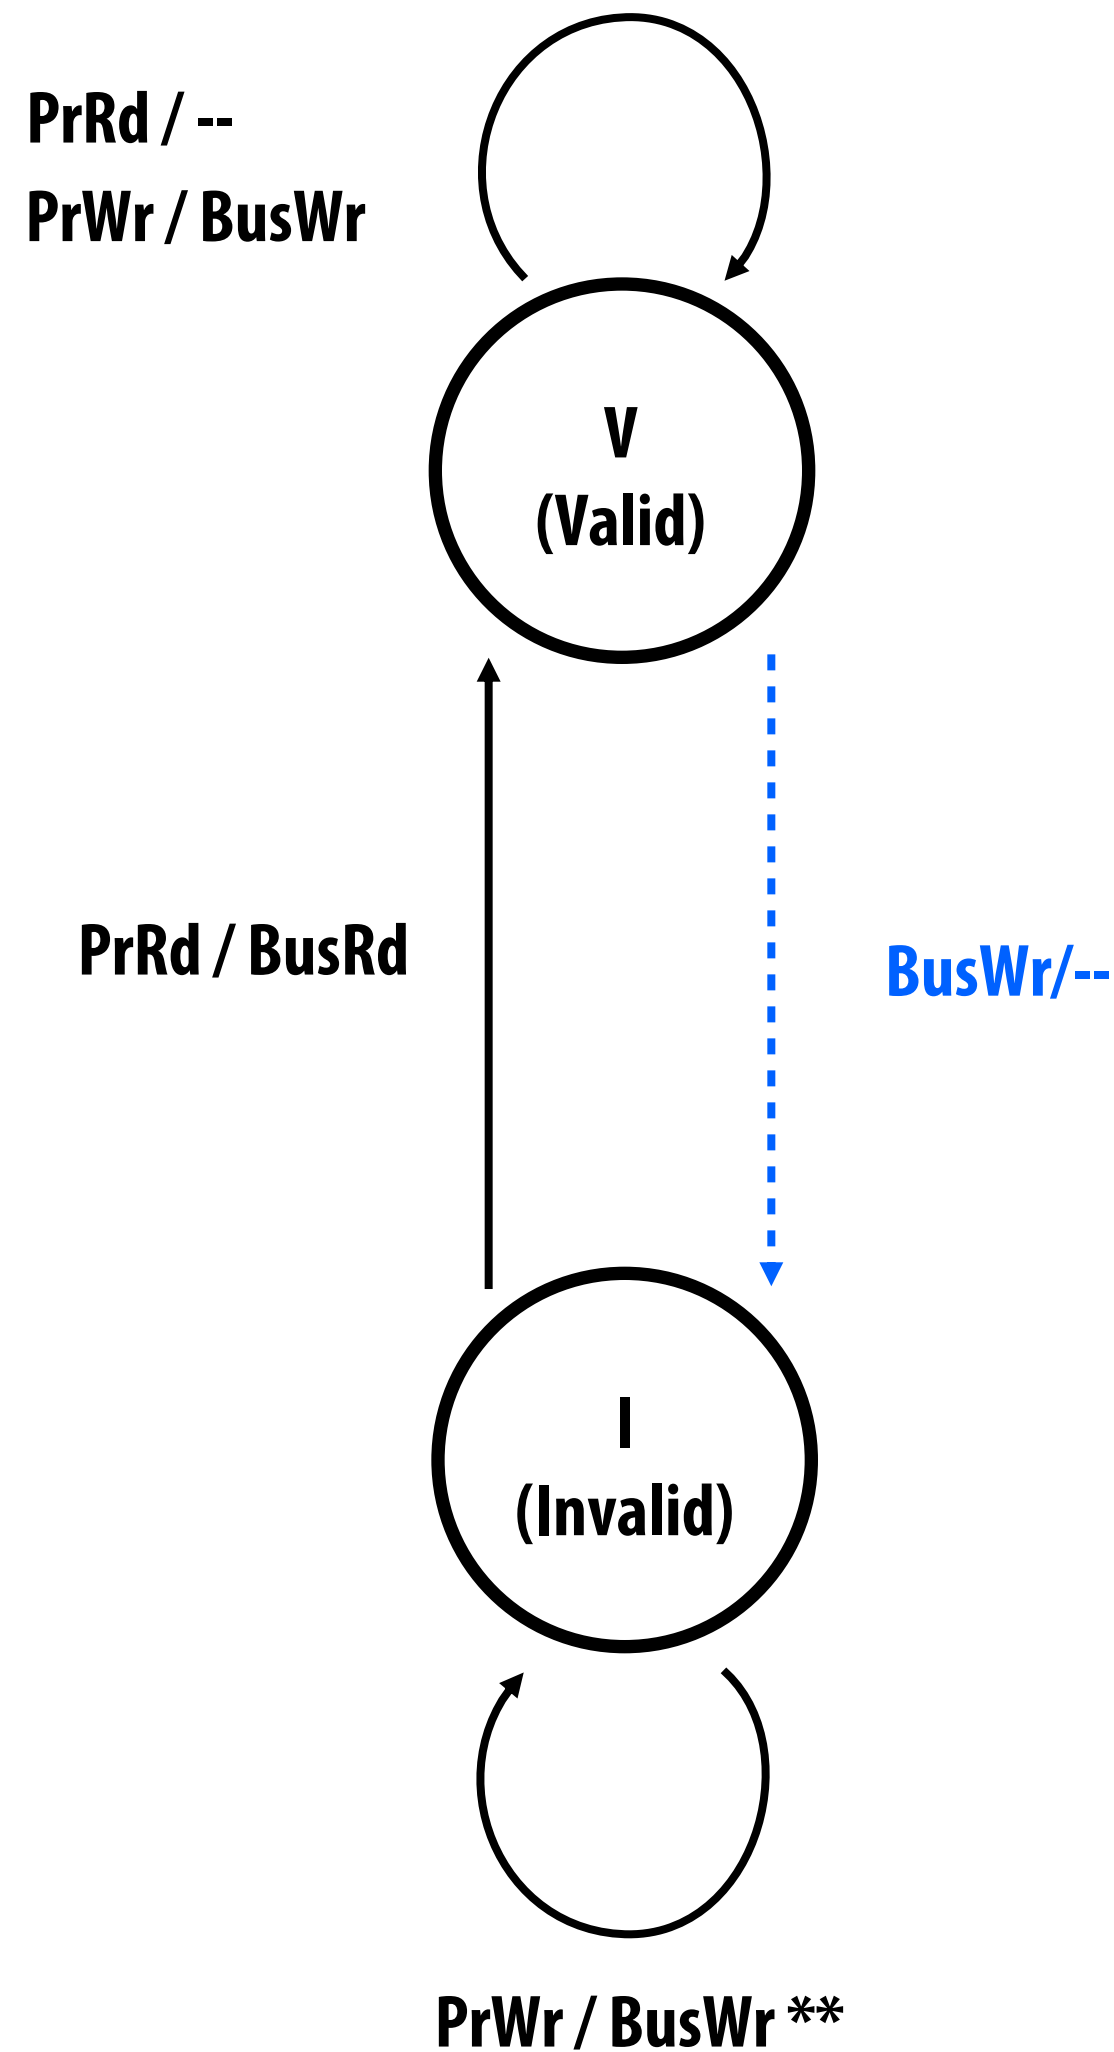 PrRd / --
PrWr / BusWr
V
(Valid)
PrRd / BusRd
BusWr/--
I
(Invalid)
PrWr / BusWr **